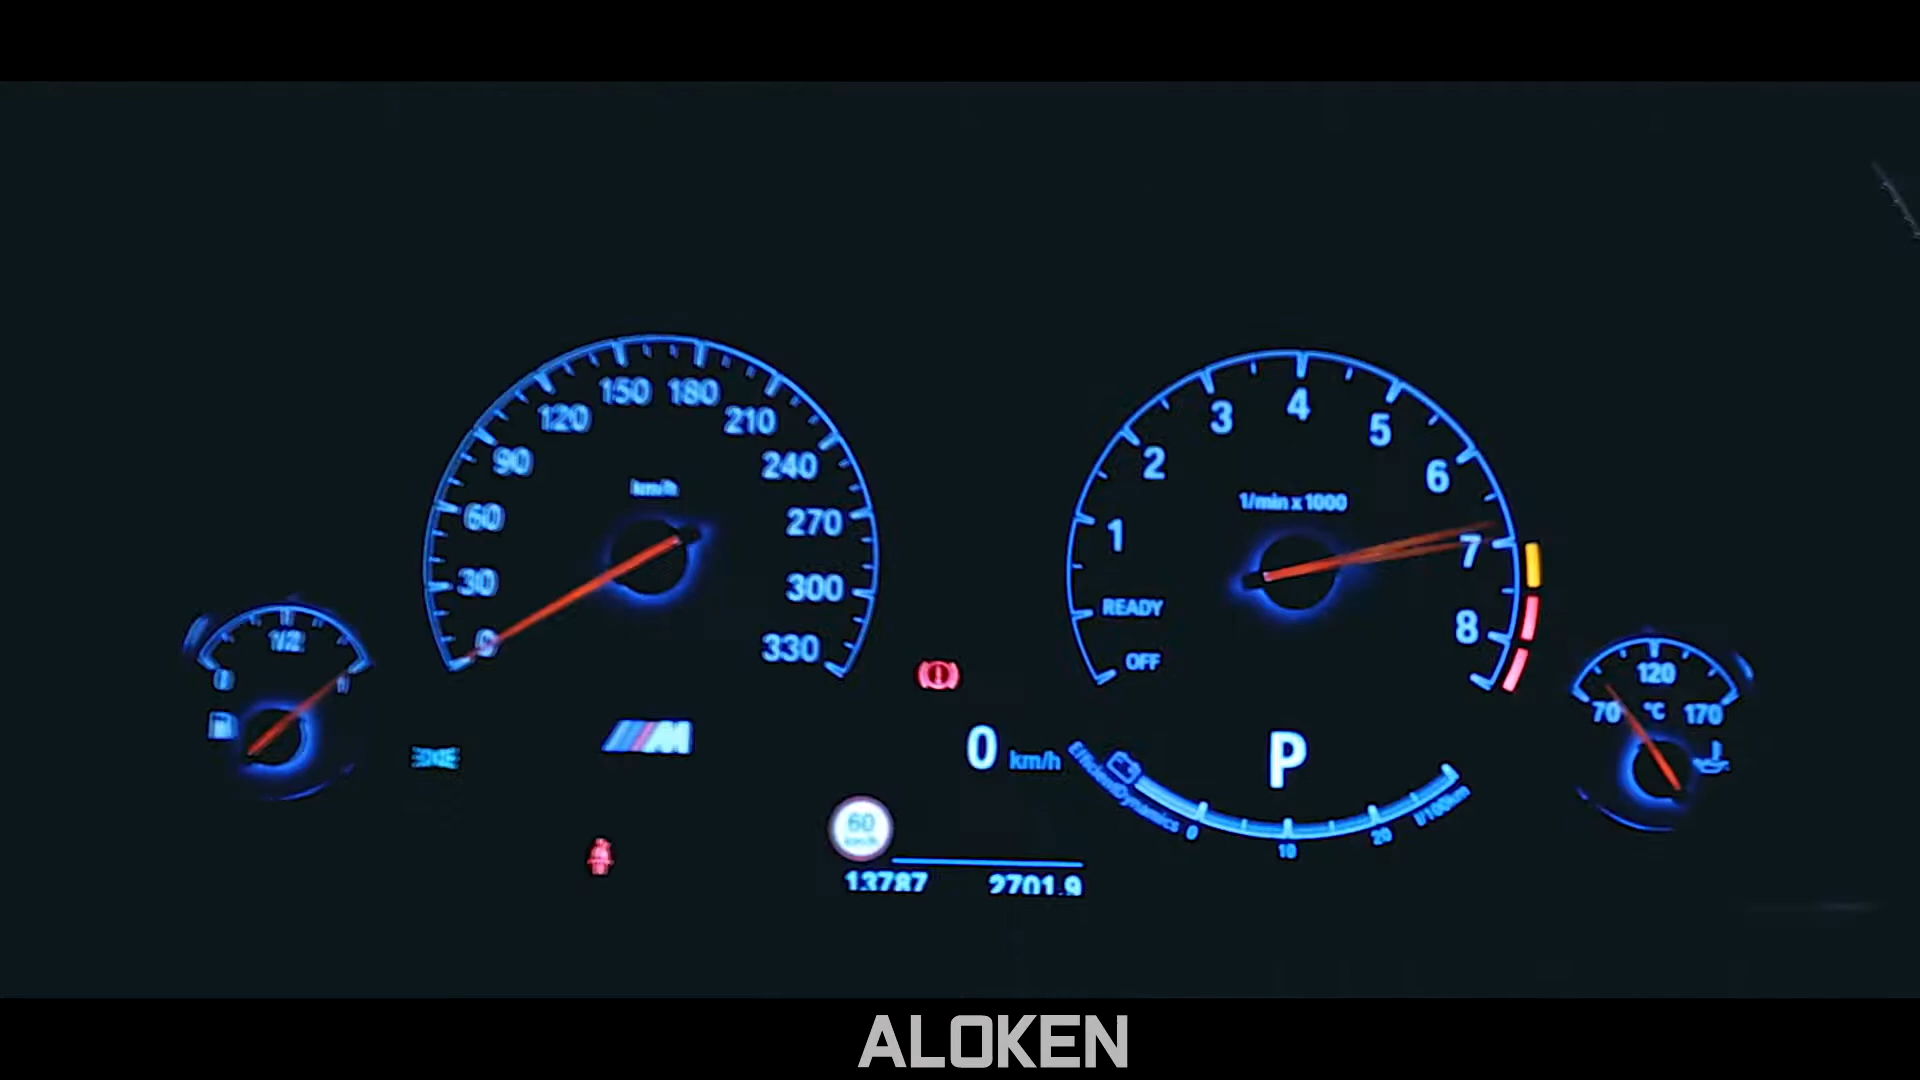 150 180
120 210
90 240
60 270
30 300
0 330
km/h
3 4 5
2 6
1 7
READY 8
OFF
1/min x 1000
1/2
120
70 °C 170
M
0 km/h
P
EfficientDynamics 0 10 20 l/100km
60
km/h
13787 2701.9
ALOKEN